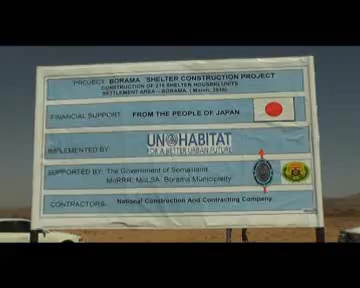 PROJECT: BORAMA SHELTER CONSTRUCTION PROJECT
CONSTRUCTION OF 215 SHELTER HOUSING UNITS
SETTLEMENT AREA - BORAMA, (March, 2016)
FINANCIAL SUPPORT: FROM THE PEOPLE OF JAPAN
IMPLEMENTED BY: UN HABITAT
FOR A BETTER URBAN FUTURE
SUPPORTED BY: The Government of Somaliland
MoRRR, MoLSA, Borama Municipality
CONTRACTORS: National Construction And Contracting Company